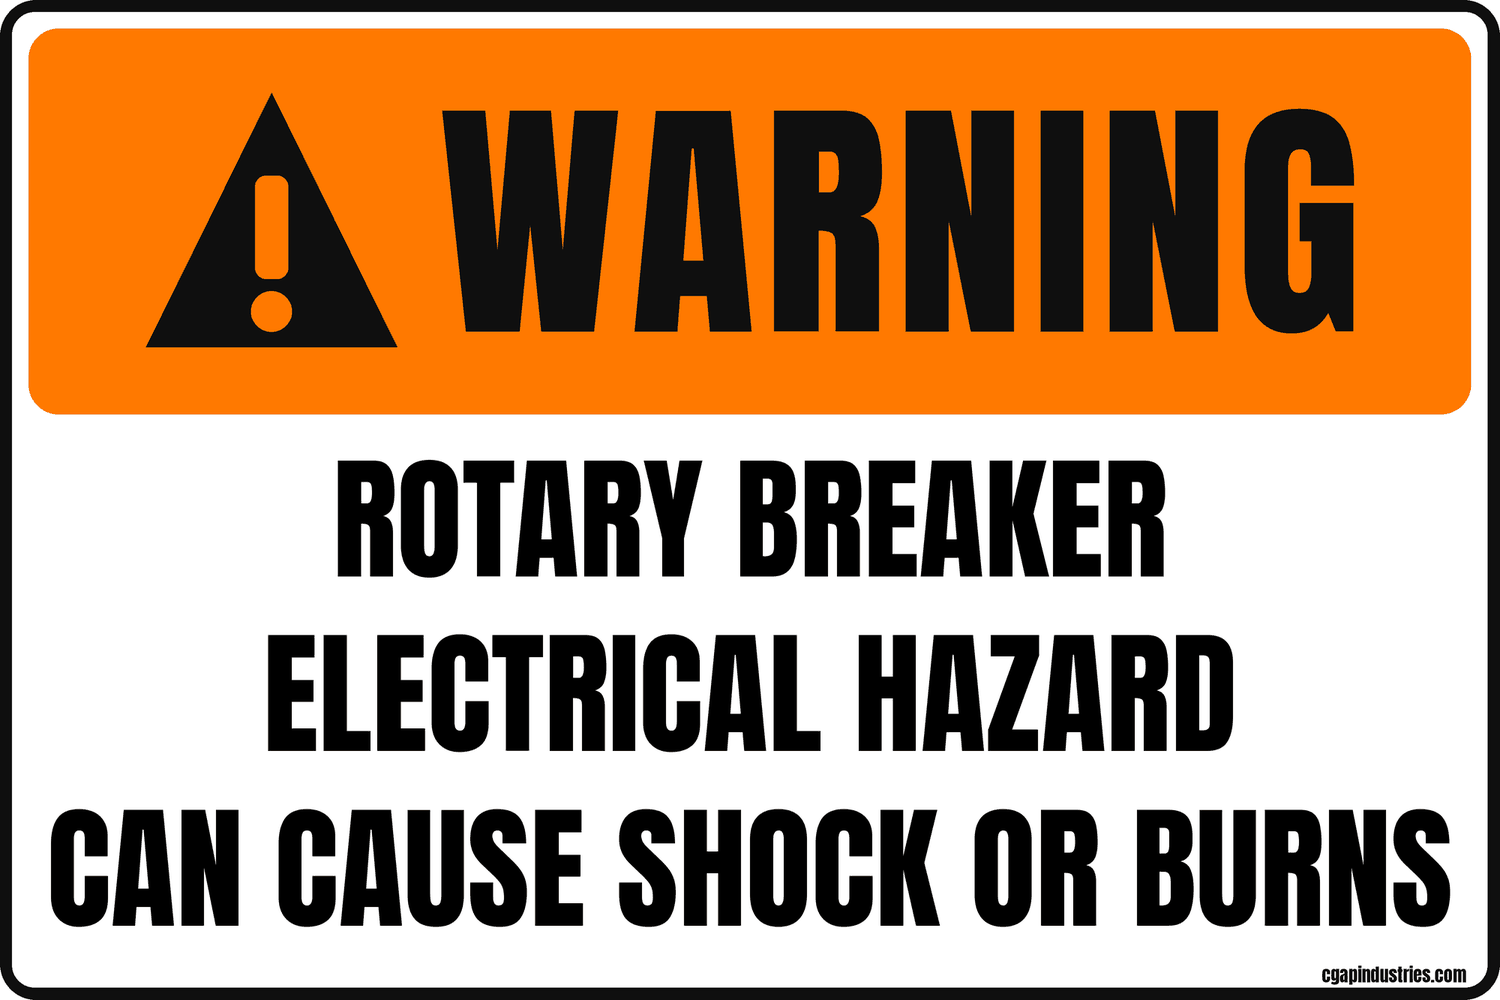 WARNING
ROTARY BREAKER
ELECTRICAL HAZARD
CAN CAUSE SHOCK OR BURNS
cgapindustries.com